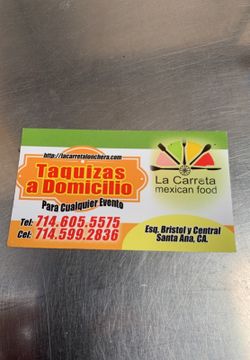 http://lacarretalonchera.com
Taquizas
a Domicilio
Para Cualquier Evento
Tel: 714.605.5575
Cel: 714.599.2836
La Carreta
mexican food
Esq. Bristol y Central
Santa Ana, CA.